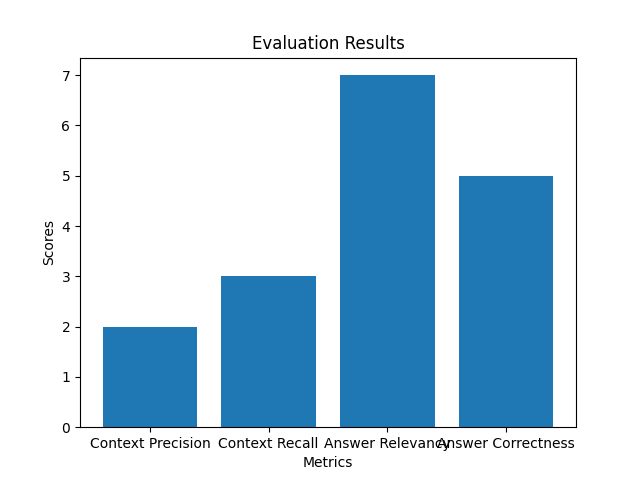 Evaluation Results
7
6
5
4
3
2
1
0
Scores
Context Precision
Context Recall
Answer Relevancy
Answer Correctness
Metrics